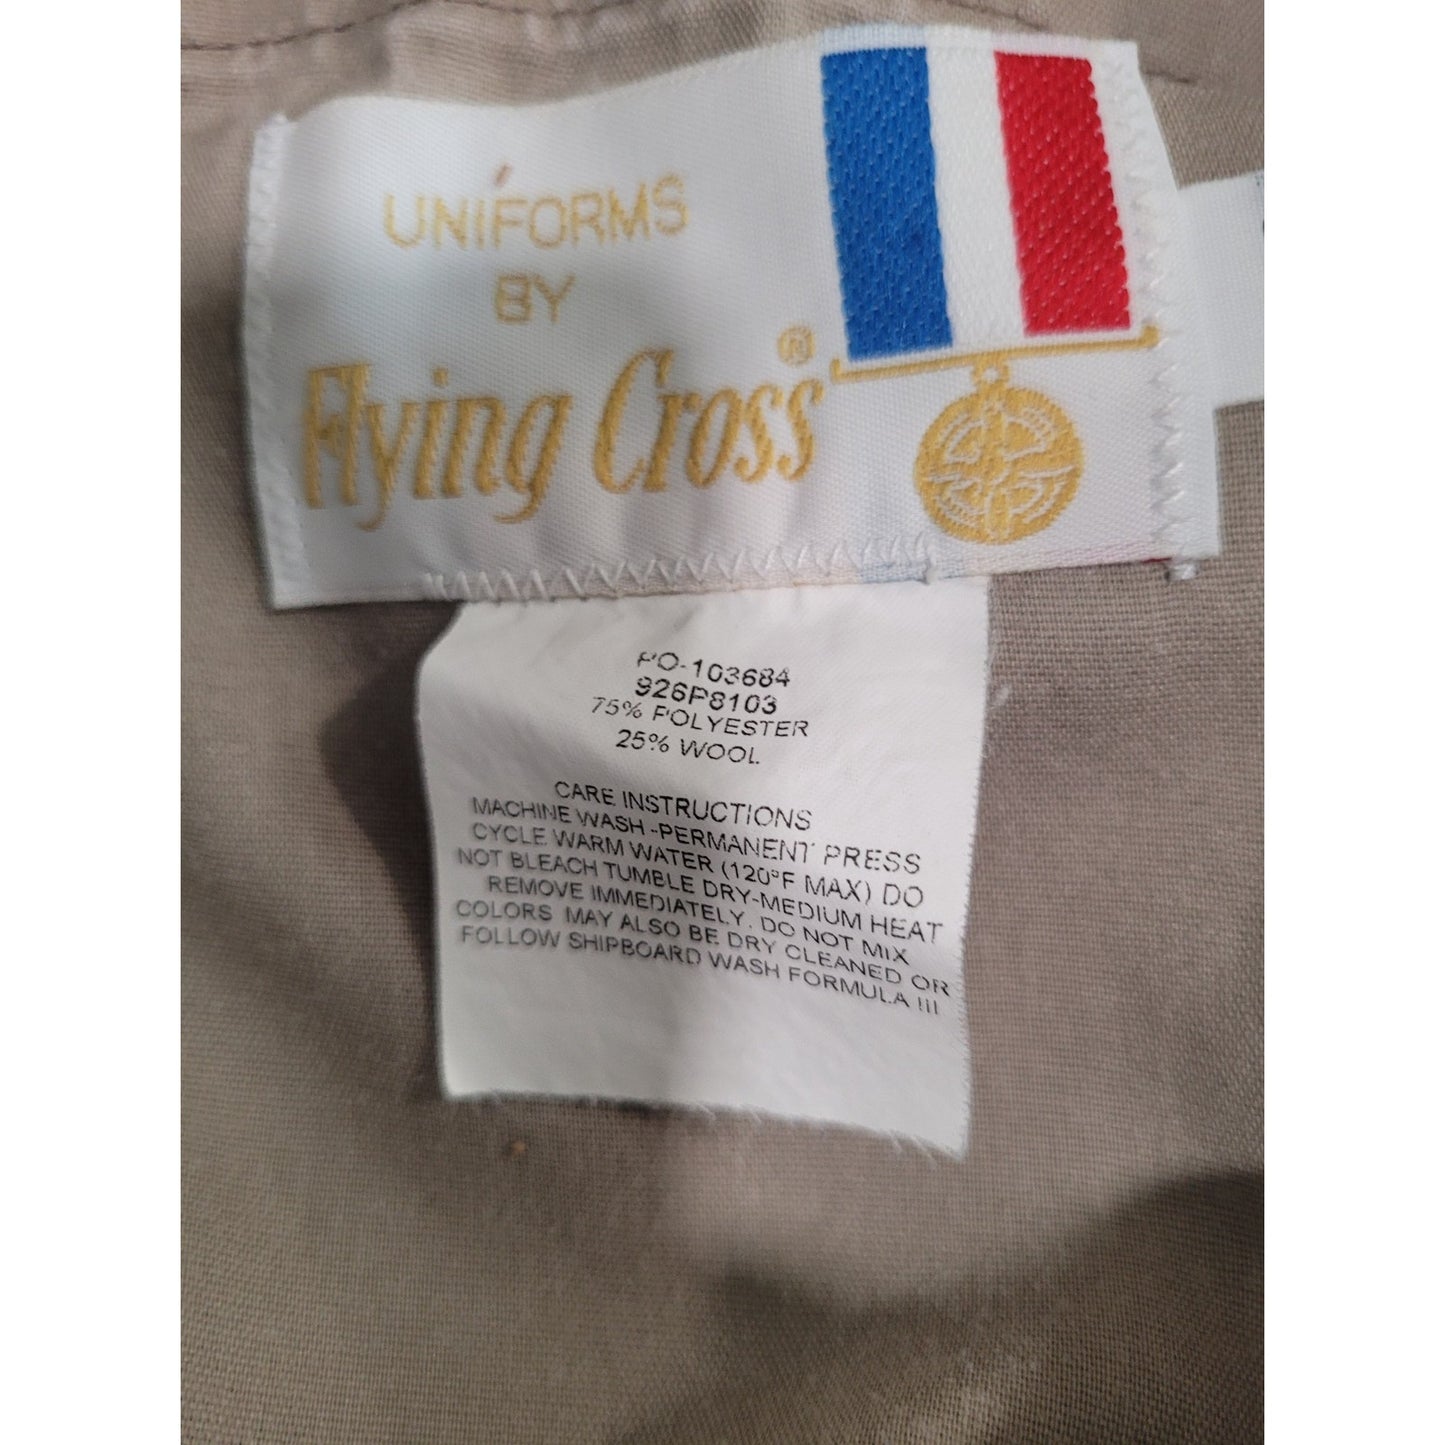 UNIFORMS
BY
Flying Cross®
PO-103684
926P8103
75% POLYESTER
25% WOOL
CARE INSTRUCTIONS
MACHINE WASH-PERMANENT PRESS
CYCLE WARM WATER (120°F MAX) DO
NOT BLEACH TUMBLE DRY-MEDIUM HEAT
REMOVE IMMEDIATELY. DO NOT MIX
COLORS MAY ALSO BE DRY CLEANED OR
FOLLOW SHIPBOARD WASH FORMULA III